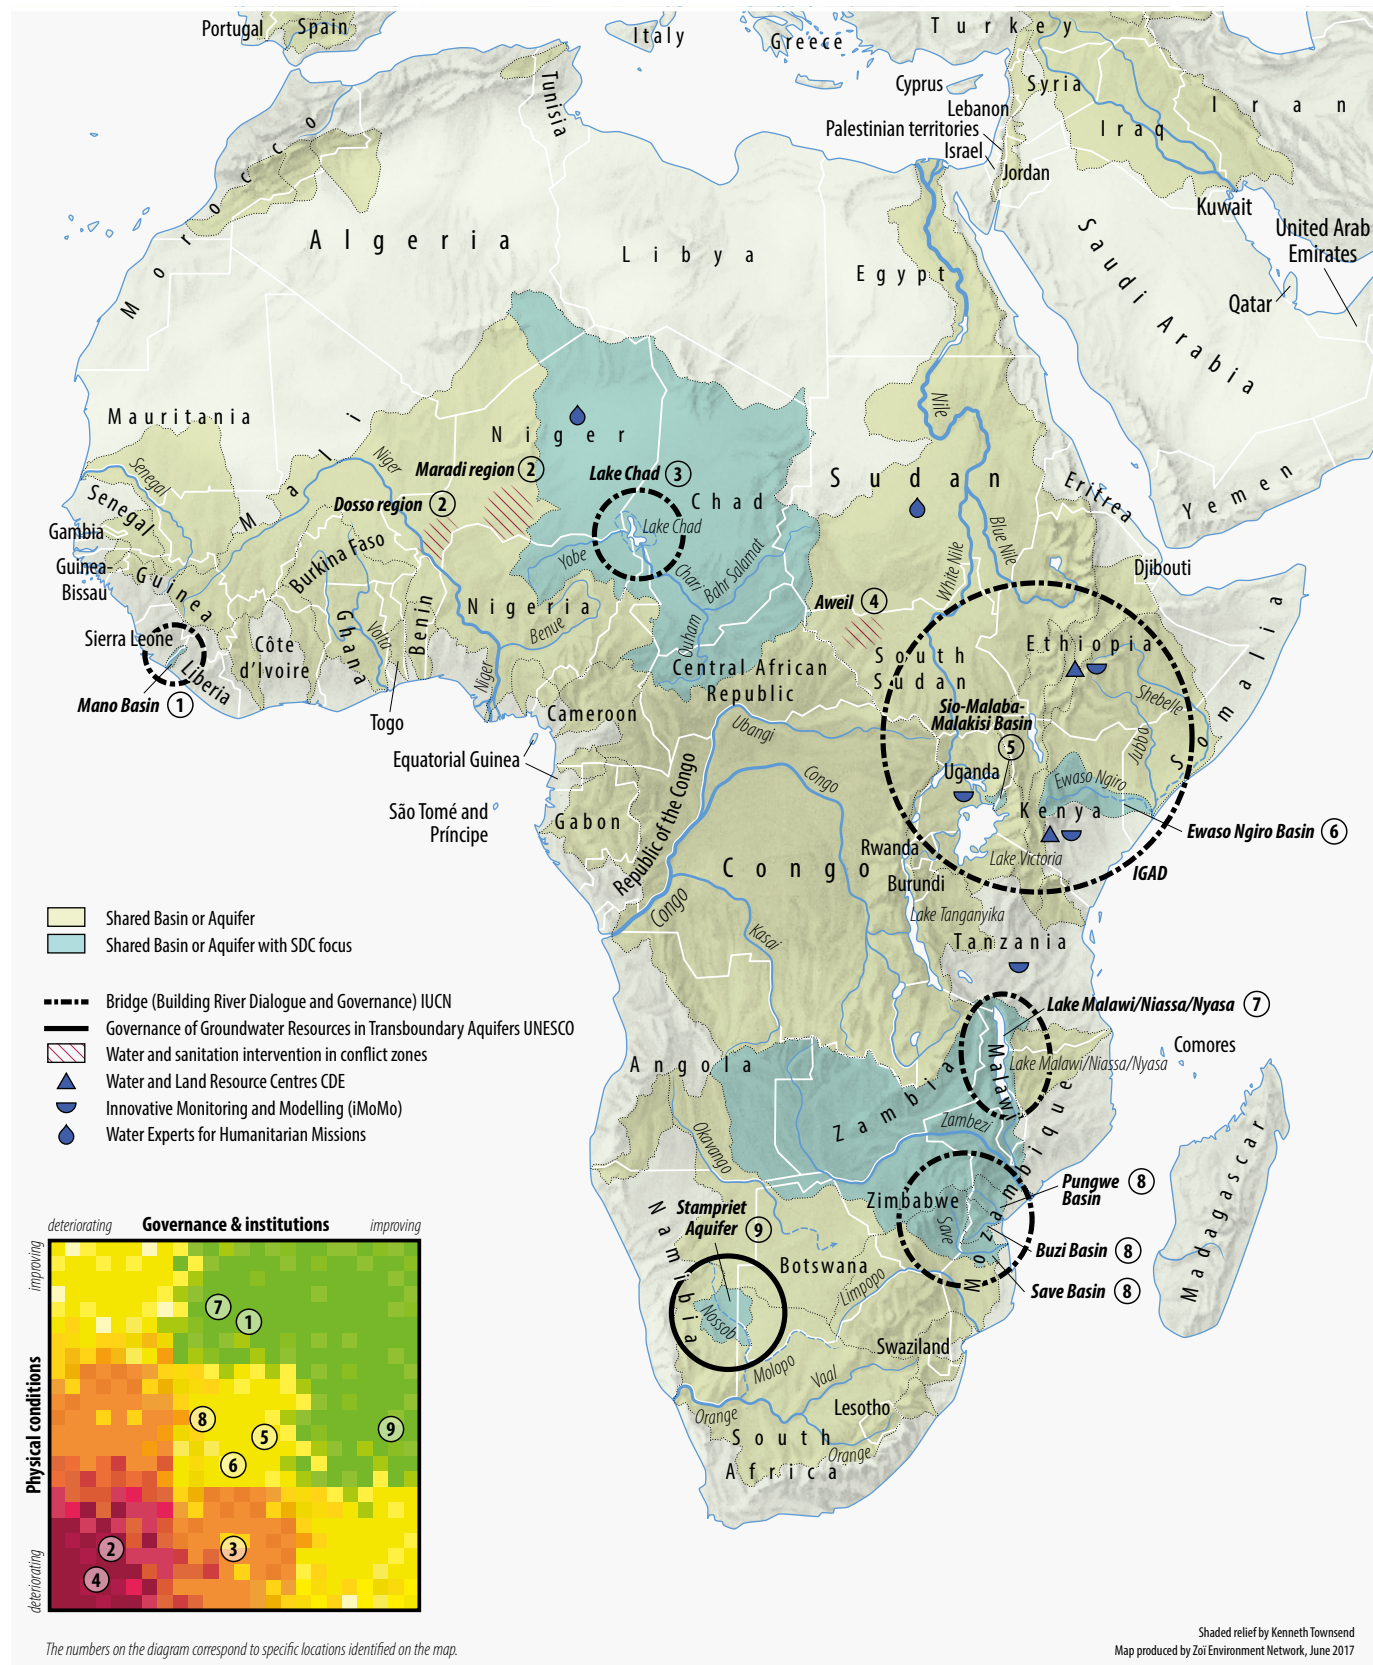 Portugal
Spain
Italy
Greece
Turkey
Cyprus
Syria
Lebanon
Iran
Iraq
Palestinian territories
Israel
Jordan
Kuwait
United Arab
Emirates
Qatar
Saudi Arabia
Yemen
Tunisia
Morocco
Algeria
Libya
Egypt
Mauritania
Mali
Niger
Niger
Nile
Senegal
Senegal
Gambia
Guinea-
Bissau
Guinea
Sierra Leone
Liberia
Mano Basin 1
Côte
d'Ivoire
Burkina Faso
Ghana
Volta
Togo
Benin
Maradi region 2
Dosso region 2
Lake Chad 3
Lake Chad
Chad
Yobe
Chari
Bahr Salamat
Ouham
Nigeria
Benue
Niger
Cameroon
Central African
Republic
Sudan
Eritrea
Blue Nile
White Nile
Djibouti
Aweil 4
South
Sudan
Ethiopia
Shebelle
Jubba
Somalia
Sio-Malaba-
Malakisi Basin
5
Uganda
Ewaso Ngiro
Kenya
Ewaso Ngiro Basin 6
IGAD
Lake Victoria
Rwanda
Burundi
Lake Tanganyika
Tanzania
Equatorial Guinea
São Tomé and
Príncipe
Gabon
Republic of the Congo
Ubangi
Congo
Congo
Congo
Kasai
Angola
Zambia
Malawi
Lake Malawi/Niassa/Nyasa 7
Lake Malawi/Niassa/Nyasa
Comores
Mozambique
Madagascar
Zambezi
Okavango
Zimbabwe
Save
Pungwe
Basin
8
Buzi Basin 8
Save Basin 8
Namibia
Stampriet
Aquifer 9
Nossob
Botswana
Limpopo
Molopo
Vaal
Swaziland
Lesotho
Orange
Orange
South
Africa
Shared Basin or Aquifer
Shared Basin or Aquifer with SDC focus
Bridge (Building River Dialogue and Governance) IUCN
Governance of Groundwater Resources in Transboundary Aquifers UNESCO
Water and sanitation intervention in conflict zones
Water and Land Resource Centres CDE
Innovative Monitoring and Modelling (iMoMo)
Water Experts for Humanitarian Missions
deteriorating Governance & institutions improving
improving
Physical conditions
deteriorating
7
1
8
5
9
6
2
3
4
The numbers on the diagram correspond to specific locations identified on the map.
Shaded relief by Kenneth Townsend
Map produced by Zoï Environment Network, June 2017